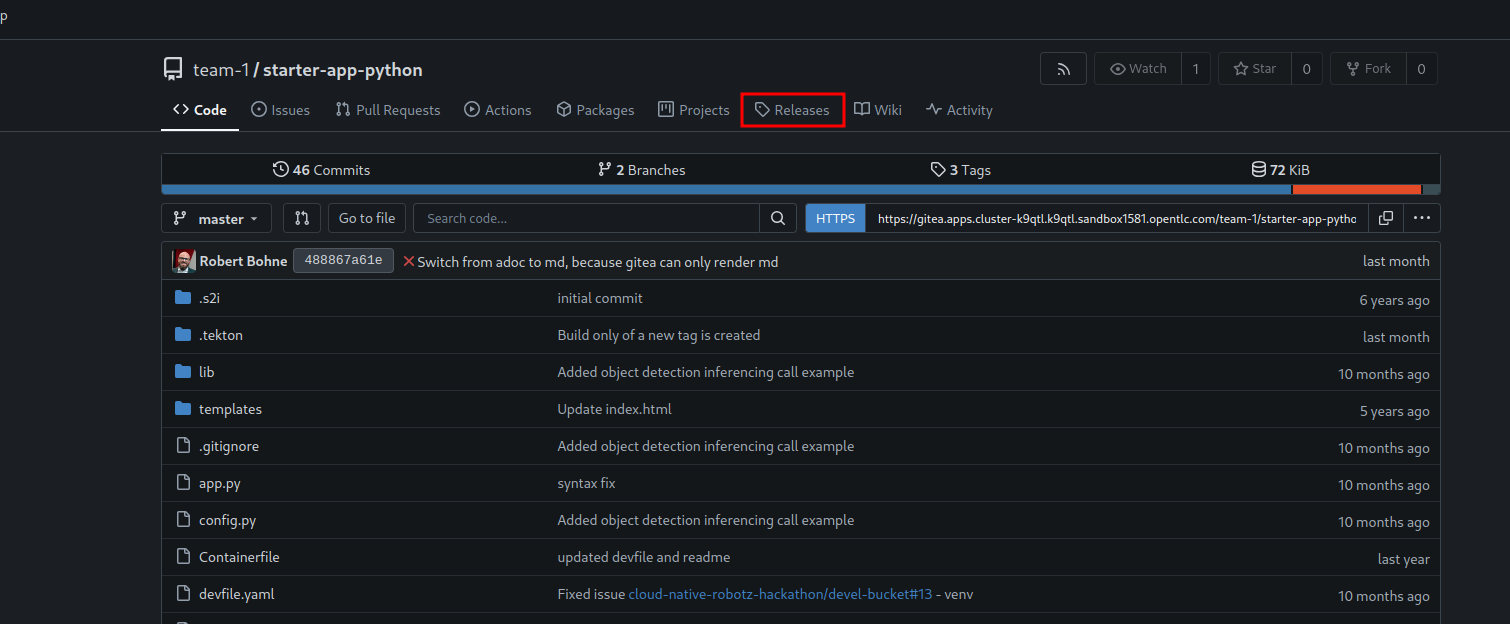 p
team-1 / starter-app-python
Watch 1 Star 0 Fork 0
Code Issues Pull Requests Actions Packages Projects Releases Wiki Activity
46 Commits 2 Branches 3 Tags 72 KiB
master Go to file Search code... HTTPS https://gitea.apps.cluster-k9qtl.k9qtl.sandbox1581.opentlc.com/team-1/starter-app-pytho
Robert Bohne 488867a61e Switch from adoc to md, because gitea can only render md last month
.s2i initial commit 6 years ago
.tekton Build only of a new tag is created last month
lib Added object detection inferencing call example 10 months ago
templates Update index.html 5 years ago
.gitignore Added object detection inferencing call example 10 months ago
app.py syntax fix 10 months ago
config.py Added object detection inferencing call example 10 months ago
Containerfile updated devfile and readme last year
devfile.yaml Fixed issue cloud-native-robotz-hackathon/devel-bucket#13 - venv 10 months ago